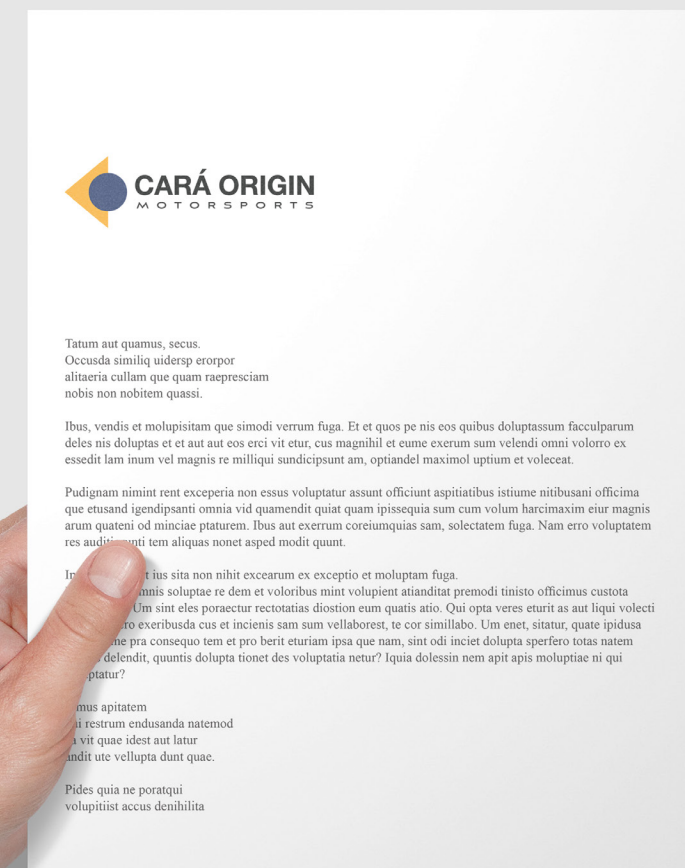 CARÁ ORIGIN
MOTORSPORTS
Tatum aut quamus, secus.
Occusda similiq uidersp erorpor
alitaeria cullam que quam raepresciam
nobis non nobitem quassi.
Ibus, vendis et molupisitam que simodi verrum fuga. Et et quos pe nis eos quibus doluptassum facculparum
deles nis doluptas et et aut aut eos erci vit etur, cus magnihil et eume exerum sum velendi omni volorro ex
essedit lam inum vel magnis re milliqui sundicipsunt am, optiandel maximol uptium et voleceat.
Pudignam nimint rent exceperia non essus voluptatur assunt officiunt aspitiatibus istiume nitibusani officima
que etusand igendipsanti omnia vid quamendit quiat quam ipissequia sum cum volum harcimaxim eiur magnis
arum quateni od minciae ptaturem. Ibus aut exerrum coreiumquias sam, solectatem fuga. Nam erro voluptatem
res tem aliquas nonet asped modit quunt.
ius sita non nihit excearum ex exceptio et moluptam fuga.
soluptae re dem et voloribus mint volupient atianditat premodi tinisto officimus custota
Um sint eles poraectur rectotatias diostion eum quatis atio. Qui opta veres eturit as aut liqui volecti
exeribusda cus et incienis sam sum vellaborest, te cor simillabo. Um enet, sitatur, quate ipidusa
pra consequo tem et pro berit eturiam ipsa que nam, sint odi inciet dolupta sperfero totas natem
delendit, quuntis dolupta tionet des voluptatia netur? Iquia dolessin nem apit apis moluptiae ni qui
apitatem
restrum endusanda natemod
vit quae idest aut latur
ute vellupta dunt quae.
Pides quia ne poratqui
volupitiist accus denihilita